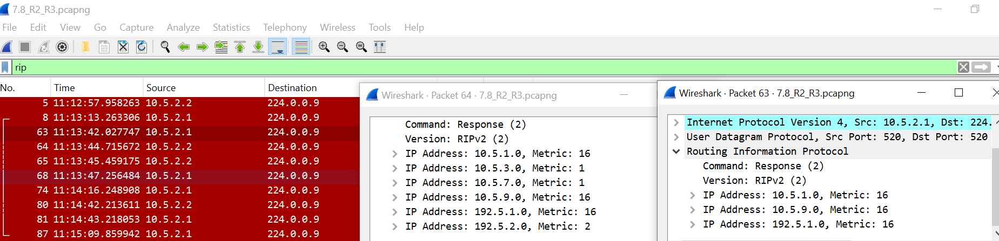 7.8_R2_R3.pcapng
File Edit View Go Capture Analyze Statistics Telephony Wireless Tools Help
rip
No. Time Source Destination
5 11:12:57.958263 10.5.2.2 224.0.0.9
8 11:13:13.263306 10.5.2.1 224.0.0.9
63 11:13:42.027747 10.5.2.1 224.0.0.9
64 11:13:44.715672 10.5.2.2 224.0.0.9
65 11:13:45.459175 10.5.2.2 224.0.0.9
68 11:13:47.256484 10.5.2.1 224.0.0.9
74 11:14:16.248908 10.5.2.1 224.0.0.9
80 11:14:42.213611 10.5.2.2 224.0.0.9
81 11:14:43.218053 10.5.2.1 224.0.0.9
87 11:15:09.859942 10.5.2.1 224.0.0.9
Wireshark · Packet 64 · 7.8_R2_R3.pcapng
Command: Response (2)
Version: RIPv2 (2)
IP Address: 10.5.1.0, Metric: 16
IP Address: 10.5.3.0, Metric: 1
IP Address: 10.5.7.0, Metric: 1
IP Address: 10.5.9.0, Metric: 16
IP Address: 192.5.1.0, Metric: 16
IP Address: 192.5.2.0, Metric: 2
Wireshark · Packet 63 · 7.8_R2_R3.pcapng
Internet Protocol Version 4, Src: 10.5.2.1, Dst: 224.
User Datagram Protocol, Src Port: 520, Dst Port: 520
Routing Information Protocol
Command: Response (2)
Version: RIPv2 (2)
IP Address: 10.5.1.0, Metric: 16
IP Address: 10.5.9.0, Metric: 16
IP Address: 192.5.1.0, Metric: 16